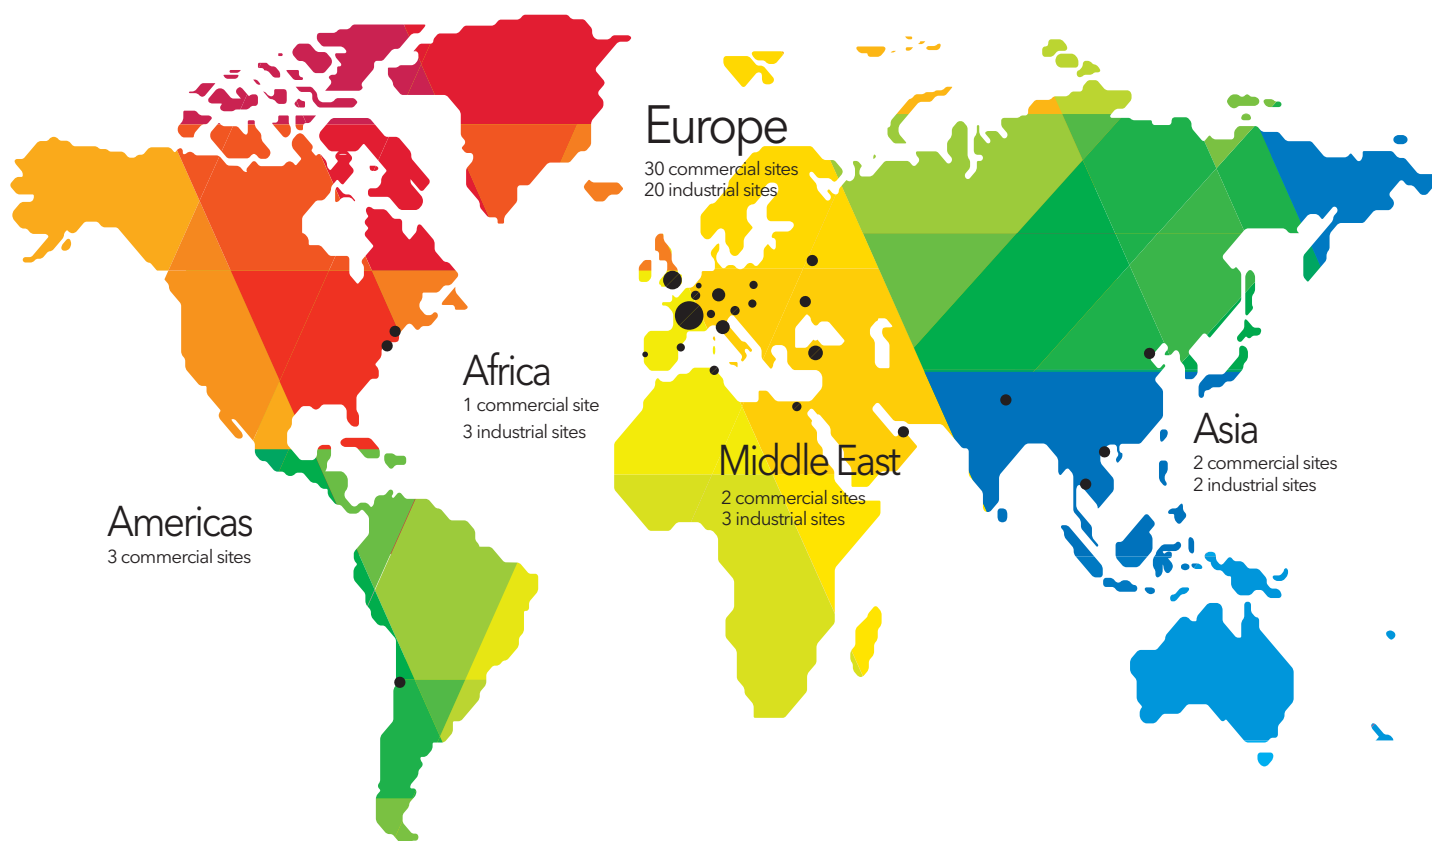 Europe
30 commercial sites
20 industrial sites
Africa
1 commercial site
3 industrial sites
Middle East
2 commercial sites
3 industrial sites
Asia
2 commercial sites
2 industrial sites
Americas
3 commercial sites